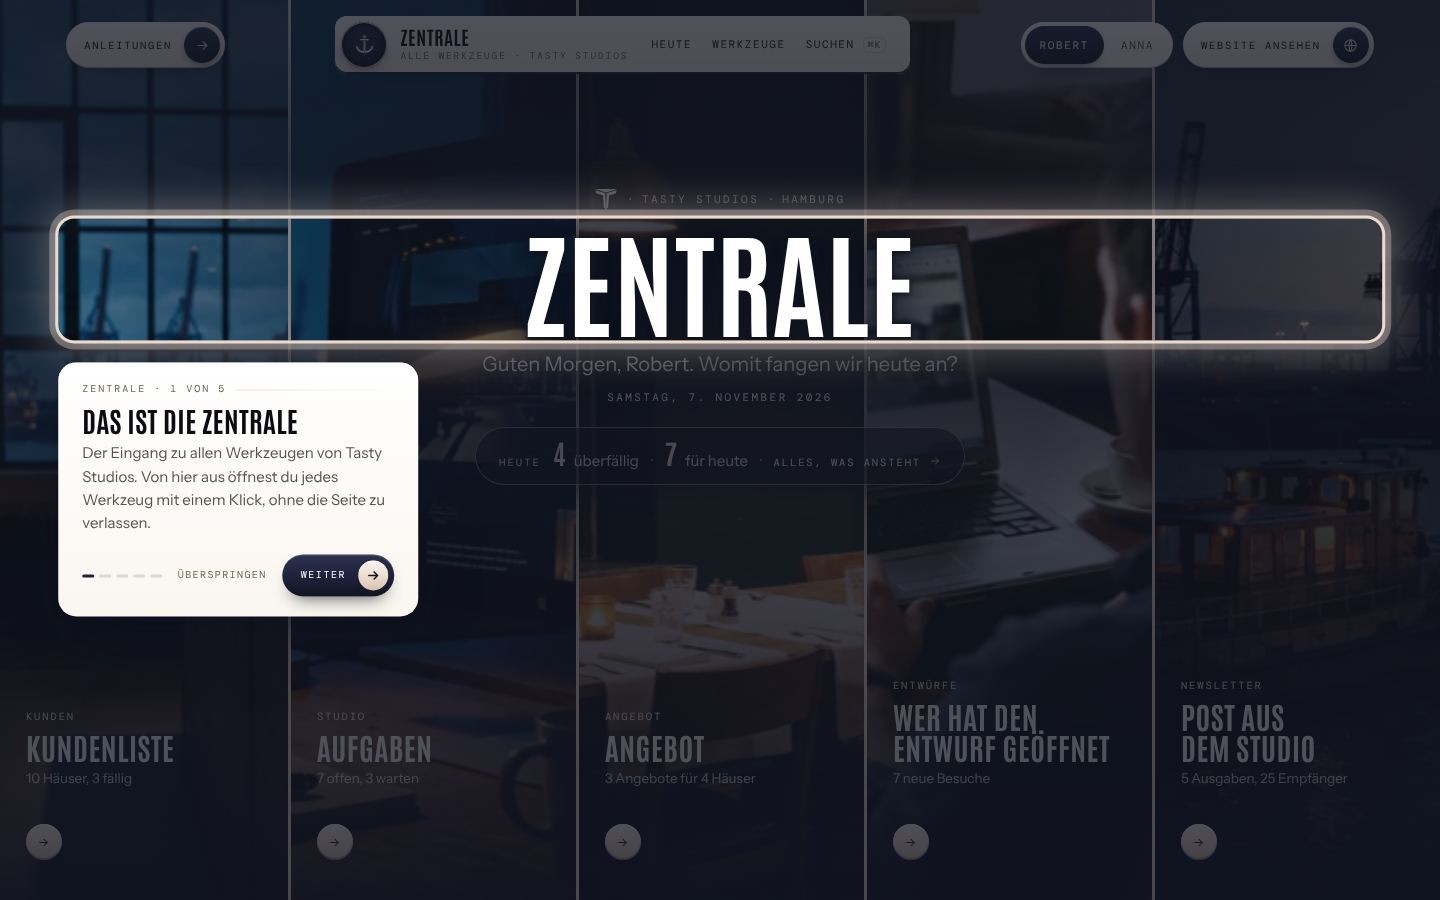 ANLEITUNGEN
ZENTRALE
ALLE WERKZEUGE · TASTY STUDIOS
HEUTE
WERKZEUGE
SUCHEN ⌘K
ROBERT
ANNA
WEBSITE ANSEHEN
· TASTY STUDIOS · HAMBURG
ZENTRALE
Guten Morgen, Robert. Womit fangen wir heute an?
SAMSTAG, 7. NOVEMBER 2026
HEUTE 4 überfällig · 7 für heute · ALLES, WAS ANSTEHT →
ZENTRALE · 1 VON 5
DAS IST DIE ZENTRALE
Der Eingang zu allen Werkzeugen von Tasty
Studios. Von hier aus öffnest du jedes
Werkzeug mit einem Klick, ohne die Seite zu
verlassen.
ÜBERSPRINGEN
WEITER →
KUNDEN
KUNDENLISTE
10 Häuser, 3 fällig
STUDIO
AUFGABEN
7 offen, 3 warten
ANGEBOT
ANGEBOT
3 Angebote für 4 Häuser
ENTWÜRFE
WER HAT DEN
ENTWURF GEÖFFNET
7 neue Besuche
NEWSLETTER
POST AUS
DEM STUDIO
5 Ausgaben, 25 Empfänger